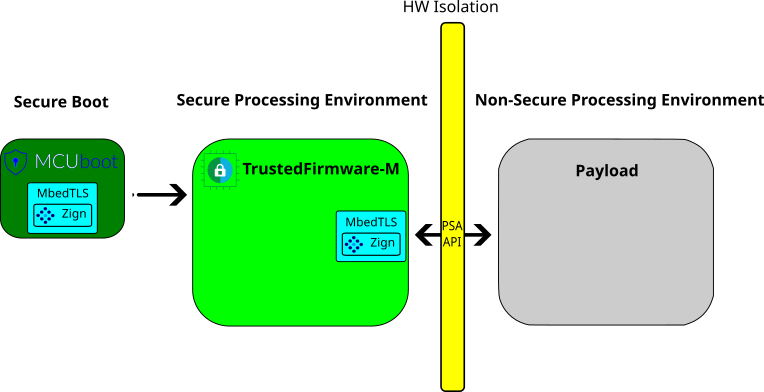 HW Isolation
Secure Boot
Secure Processing Environment
Non-Secure Processing Environment
MCUboot
MbedTLS
Zign
TrustedFirmware-M
MbedTLS
Zign
PSA
API
Payload